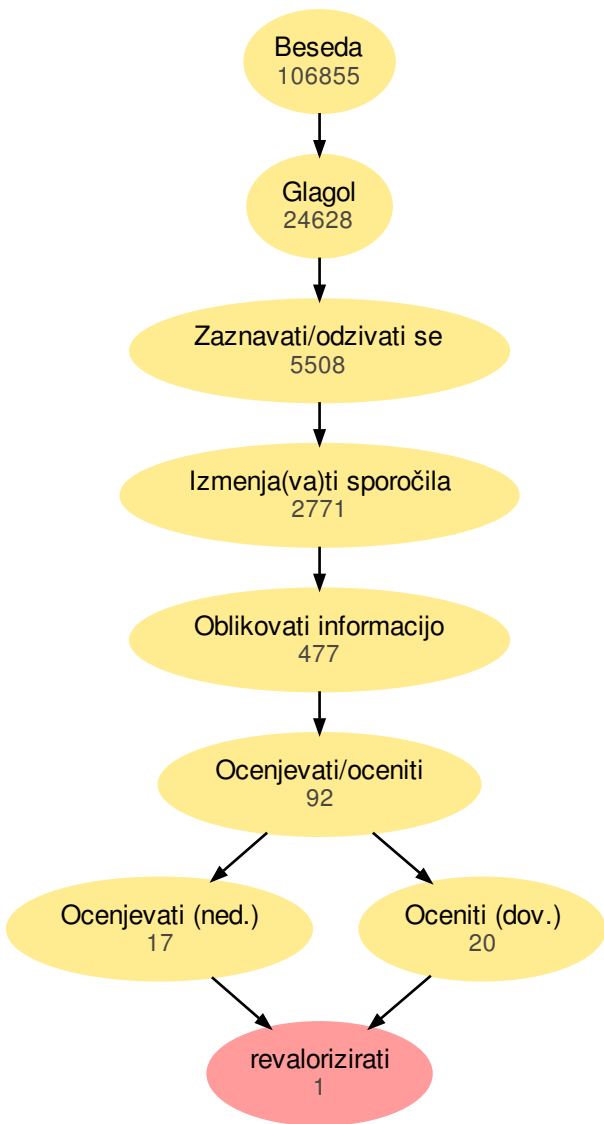 Beseda
106855
Glagol
24628
Zaznavati/odzivati se
5508
Izmenja(va)ti sporočila
2771
Oblikovati informacijo
477
Ocenjevati/oceniti
92
Ocenjevati (ned.)
17
Oceniti (dov.)
20
revalorizirati
1